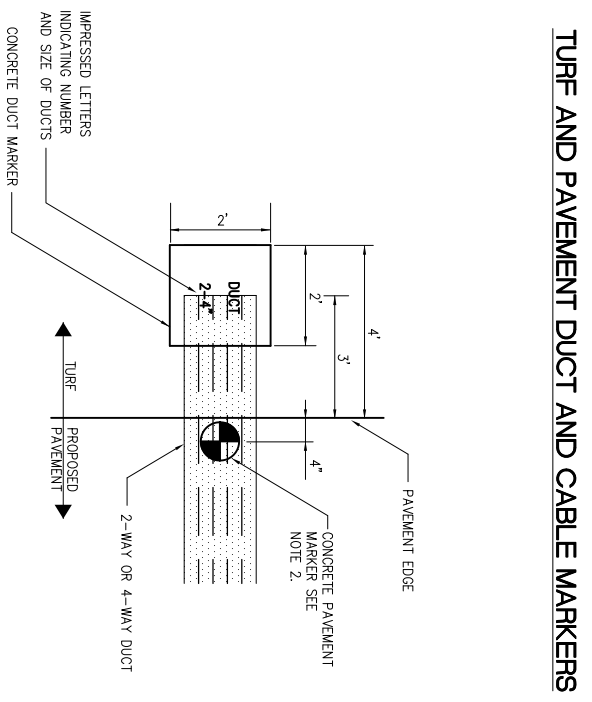 TURF AND PAVEMENT DUCT AND CABLE MARKERS
4'
2'
3'
2'
4"
PAVEMENT EDGE
CONCRETE PAVEMENT
MARKER SEE
NOTE 2.
DUCT
2-4"
2-WAY OR 4-WAY DUCT
IMPRESSED LETTERS
INDICATING NUMBER
AND SIZE OF DUCTS
CONCRETE DUCT MARKER
TURF
PROPOSED
PAVEMENT